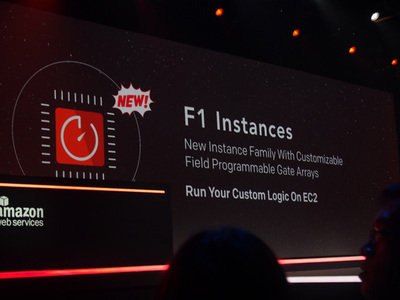 NEW!
F1 Instances
New Instance Family With Customizable
Field Programmable Gate Arrays
Run Your Custom Logic On EC2
amazon
web services